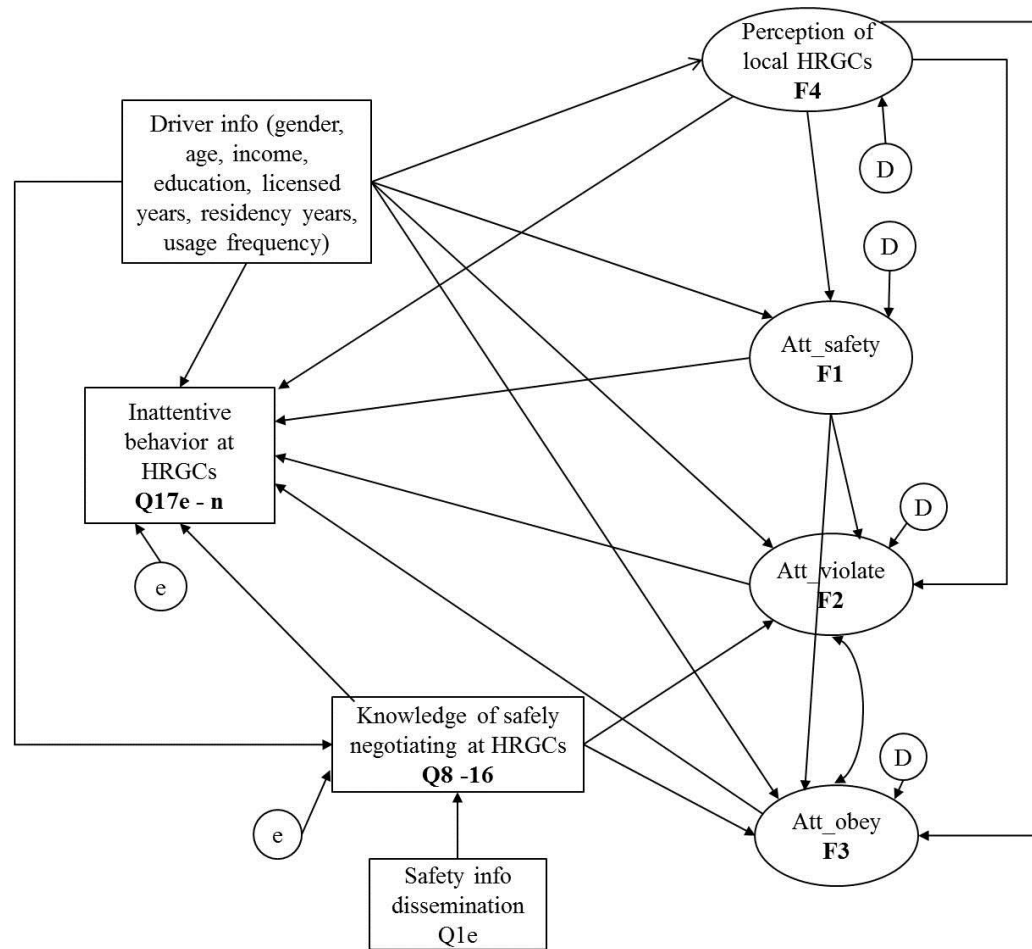 Perception of
local HRGCs
F4
Driver info (gender,
age, income,
education, licensed
years, residency years,
usage frequency)
D
D
Att_safety
F1
Inattentive
behavior at
HRGCs
Q17e - n
D
Att_violate
F2
e
Knowledge of safely
negotiating at HRGCs
Q8 -16
D
Att_obey
F3
e
Safety info
dissemination
Q1e